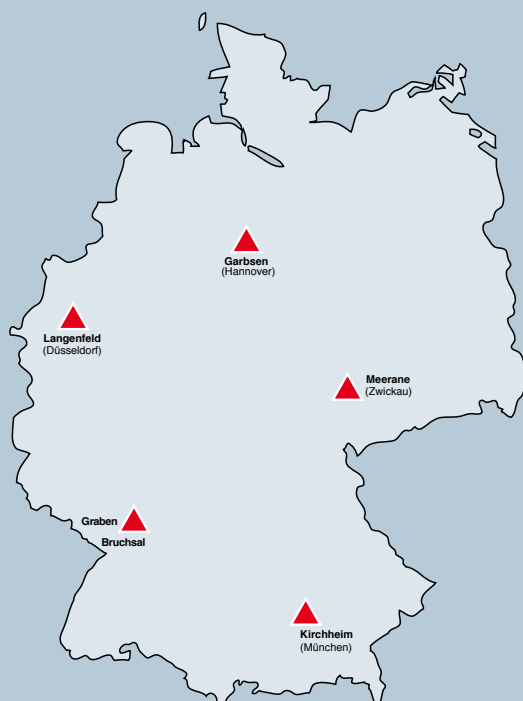 Garbsen
(Hannover)
Langenfeld
(Düsseldorf)
Meerane
(Zwickau)
Graben
Bruchsal
Kirchheim
(München)